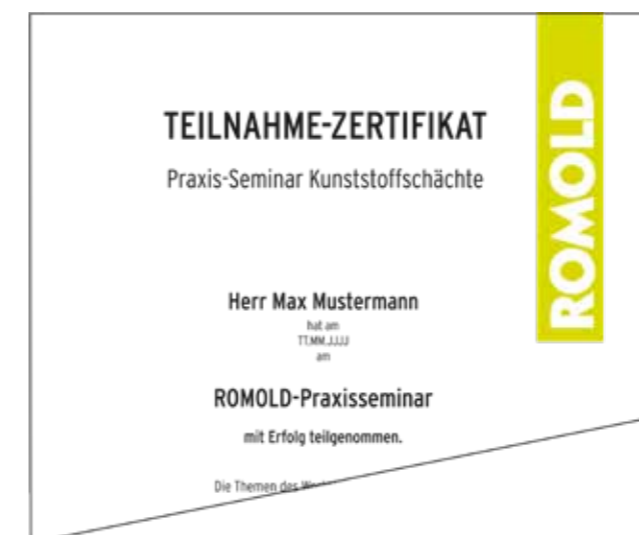 TEILNAHME-ZERTIFIKAT
Praxis-Seminar Kunststoffschächte
ROMOLD
Herr Max Mustermann
hat am
TT.MM.JJJJ
am
ROMOLD-Praxisseminar
mit Erfolg teilgenommen.
Die Themen des